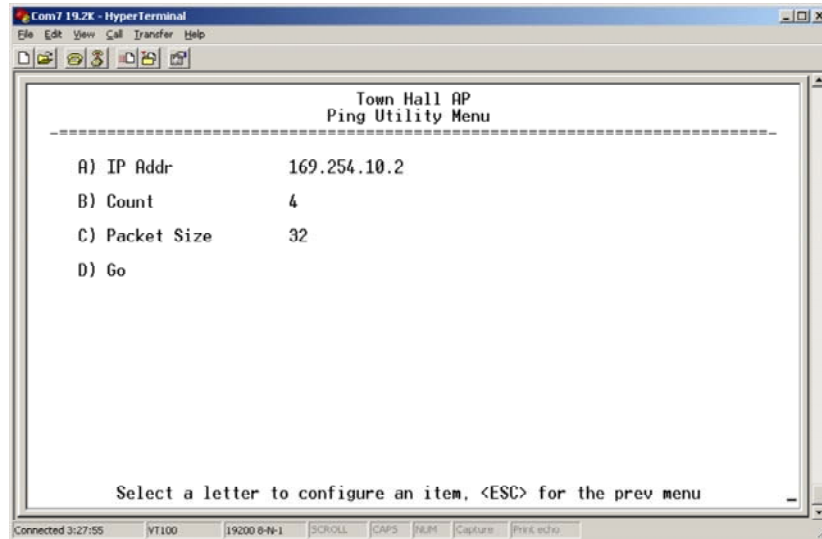 Com7 19.2K - HyperTerminal
File Edit View Call Transfer Help
Town Hall AP
Ping Utility Menu
-==========================================================================-
A) IP Addr 169.254.10.2
B) Count 4
C) Packet Size 32
D) Go
Select a letter to configure an item, <ESC> for the prev menu _
Connected 3:27:55 VT100 19200 8-N-1 SCROLL CAPS NUM Capture Print echo